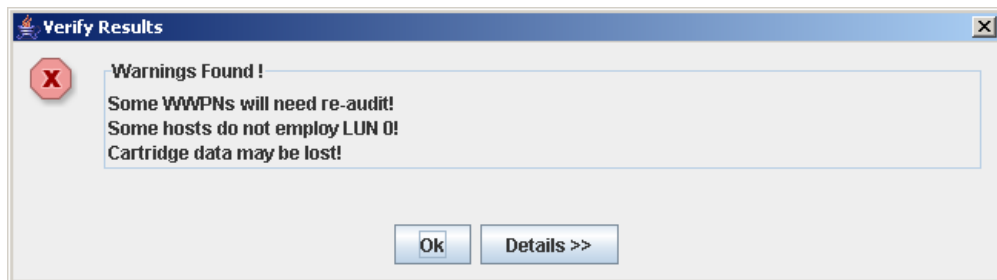 Verify Results
Warnings Found !
Some WWPNs will need re-audit!
Some hosts do not employ LUN 0!
Cartridge data may be lost!
Ok Details >>